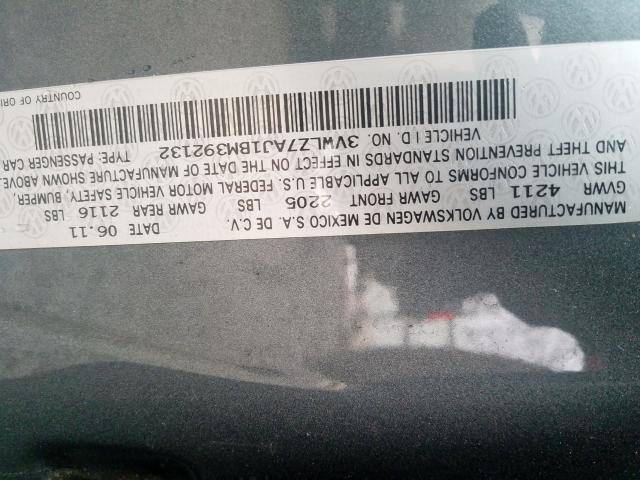 MANUFACTURED BY VOLKSWAGEN DE MEXICO S.A. DE C.V. DATE 06.11
GVWR 4211 LBS GAWR FRONT 2205 LBS GAWR REAR 2116 LBS
THIS VEHICLE CONFORMS TO ALL APPLICABLE U.S. FEDERAL MOTOR VEHICLE SAFETY, BUMPER,
AND THEFT PREVENTION STANDARDS IN EFFECT ON THE DATE OF MANUFACTURE SHOWN ABOVE
VEHICLE I.D. NO. 3VWLZ7AJ1BM392132 TYPE: PASSENGER CAR
COUNTRY OF ORI